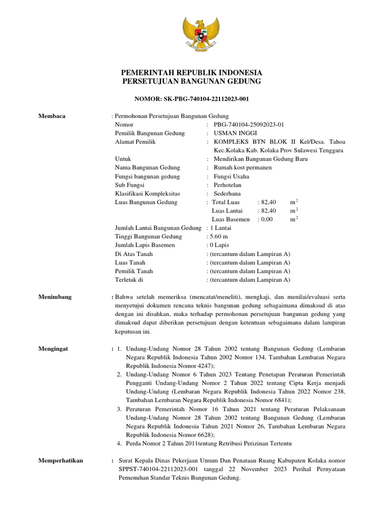 PEMERINTAH REPUBLIK INDONESIA
PERSETUJUAN BANGUNAN GEDUNG
NOMOR: SK-PBG-740104-22112023-001
Membaca : Permohonan Persetujuan Bangunan Gedung
Nomor : PBG-740104-25092023-01
Pemilik Bangunan Gedung : USMAN INGGI
Alamat Pemilik : KOMPLEKS BTN BLOK II Kel/Desa. Tahoa
Kec.Kolaka Kab. Kolaka Prov Sulawesi Tenggara
Untuk : Mendirikan Bangunan Gedung Baru
Nama Bangunan Gedung : Rumah kost permanen
Fungsi bangunan gedung : Fungsi Usaha
Sub Fungsi : Perhotelan
Klasifikasi Kompleksitas : Sederhana
Luas Bangunan Gedung : Total Luas : 82,40 m²
Luas Lantai : 82,40 m²
Luas Basemen : 0,00 m²
Jumlah Lantai Bangunan Gedung : 1 Lantai
Tinggi Bangunan Gedung : 5.60 m
Jumlah Lapis Basemen : 0 Lapis
Di Atas Tanah : (tercantum dalam Lampiran A)
Luas Tanah : (tercantum dalam Lampiran A)
Pemilik Tanah : (tercantum dalam Lampiran A)
Terletak di : (tercantum dalam Lampiran A)
Menimbang : Bahwa setelah memeriksa (mencatat/meneliti), mengkaji, dan menilai/evaluasi serta
menyetujui dokumen rencana teknis bangunan gedung sebagaimana dimaksud di atas
dengan ini disahkan, maka terhadap permohonan persetujuan bangunan gedung yang
dimaksud dapat diberikan persetujuan dengan ketentuan sebagaimana dalam lampiran
keputusan ini.
Mengingat : 1. Undang-Undang Nomor 28 Tahun 2002 tentang Bangunan Gedung (Lembaran
Negara Republik Indonesia Tahun 2002 Nomor 134, Tambahan Lembaran Negara
Republik Indonesia Nomor 4247);
2. Undang-Undang Nomor 6 Tahun 2023 Tentang Penetapan Peraturan Pemerintah
Pengganti Undang-Undang Nomor 2 Tahun 2022 tentang Cipta Kerja menjadi
Undang-Undang (Lembaran Negara Republik Indonesia Tahun 2022 Nomor 238,
Tambahan Lembaran Negara Republik Indonesia Nomor 6841);
3. Peraturan Pemerintah Nomor 16 Tahun 2021 tentang Peraturan Pelaksanaan
Undang-Undang Nomor 28 Tahun 2002 tentang Bangunan Gedung (Lembaran
Negara Republik Indonesia Tahun 2021 Nomor 26, Tambahan Lembaran Negara
Republik Indonesia Nomor 6628);
4. Perda Nomor 2 Tahun 2011tentang Retribusi Perizinan Tertentu
Memperhatikan : Surat Kepala Dinas Pekerjaan Umum Dan Penataan Ruang Kabupaten Kolaka nomor
SPPST-740104-22112023-001 tanggal 22 November 2023 Perihal Pernyataan
Pemenuhan Standar Teknis Bangunan Gedung.